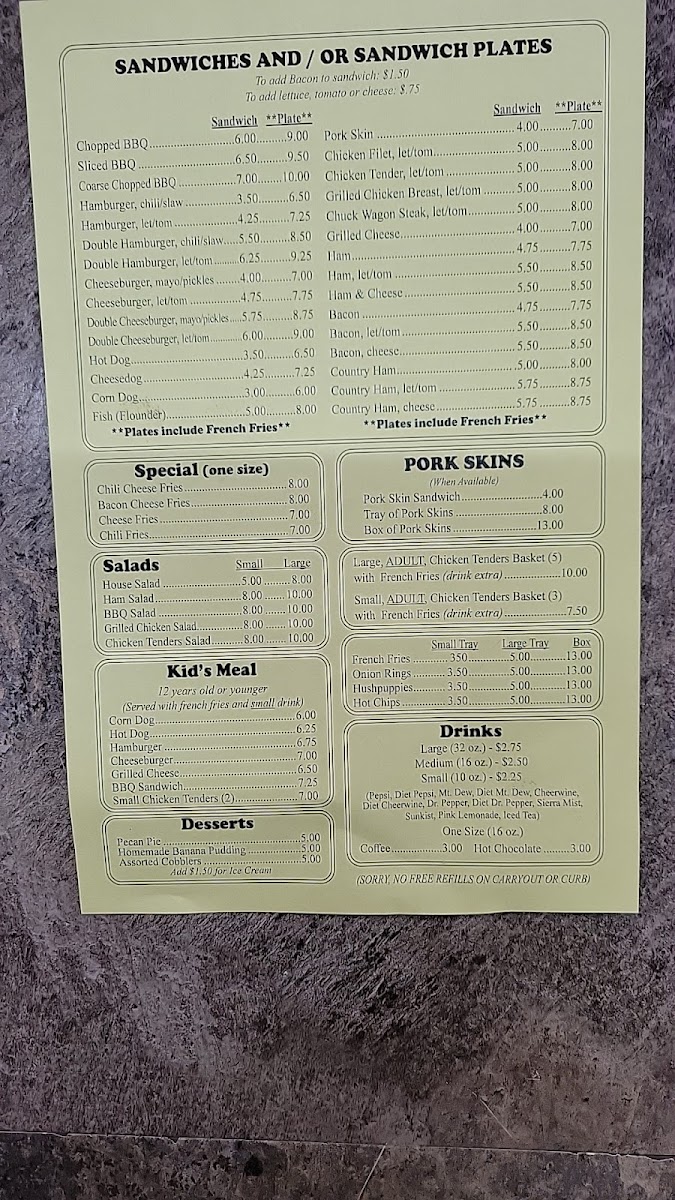 SANDWICHES AND / OR SANDWICH PLATES
To add Bacon to sandwich: $1.50
To add lettuce, tomato or cheese: $.75
Sandwich **Plate**
Chopped BBQ 6.00 9.00
Sliced BBQ 6.50 9.50
Coarse Chopped BBQ 7.00 10.00
Hamburger, chili/slaw 3.50 6.50
Hamburger, let/tom 4.25 7.25
Double Hamburger, chili/slaw 5.50 8.50
Double Hamburger, let/tom 6.25 9.25
Cheeseburger, mayo/pickles 4.00 7.00
Cheeseburger, let/tom 4.75 7.75
Double Cheeseburger, mayo/pickles 5.75 8.75
Double Cheeseburger, let/tom 6.00 9.00
Hot Dog 3.50 6.50
Cheesedog 4.25 7.25
Corn Dog 3.00 6.00
Fish (Flounder) 5.00 8.00
**Plates include French Fries**
Sandwich **Plate**
Pork Skin 4.00 7.00
Chicken Filet, let/tom 5.00 8.00
Chicken Tender, let/tom 5.00 8.00
Grilled Chicken Breast, let/tom 5.00 8.00
Chuck Wagon Steak, let/tom 5.00 8.00
Grilled Cheese 4.00 7.00
Ham 4.75 7.75
Ham, let/tom 5.50 8.50
Ham & Cheese 5.50 8.50
Bacon 4.75 7.75
Bacon, let/tom 5.50 8.50
Bacon, cheese 5.50 8.50
Country Ham 5.00 8.00
Country Ham, let/tom 5.75 8.75
Country Ham, cheese 5.75 8.75
**Plates include French Fries**
Special (one size)
Chili Cheese Fries 8.00
Bacon Cheese Fries 8.00
Cheese Fries 7.00
Chili Fries 7.00
PORK SKINS
(When Available)
Pork Skin Sandwich 4.00
Tray of Pork Skins 8.00
Box of Pork Skins 13.00
Salads Small Large
House Salad 5.00 8.00
Ham Salad 8.00 10.00
BBQ Salad 8.00 10.00
Grilled Chicken Salad 8.00 10.00
Chicken Tenders Salad 8.00 10.00
Large, ADULT, Chicken Tenders Basket (5)
with French Fries (drink extra) 10.00
Small, ADULT, Chicken Tenders Basket (3)
with French Fries (drink extra) 7.50
Small Tray Large Tray Box
French Fries 350 5.00 13.00
Onion Rings 3.50 5.00 13.00
Hushpuppies 3.50 5.00 13.00
Hot Chips 3.50 5.00 13.00
Kid's Meal
12 years old or younger
(Served with french fries and small drink)
Corn Dog 6.00
Hot Dog 6.25
Hamburger 6.75
Cheeseburger 7.00
Grilled Cheese 6.50
BBQ Sandwich 7.25
Small Chicken Tenders (2) 7.00
Drinks
Large (32 oz.) - $2.75
Medium (16 oz.) - $2.50
Small (10 oz.) - $2.25
(Pepsi, Diet Pepsi, Mt. Dew, Diet Mt. Dew, Cheerwine,
Diet Cheerwine, Dr. Pepper, Diet Dr. Pepper, Sierra Mist,
Sunkist, Pink Lemonade, Iced Tea)
One Size (16 oz.)
Coffee 3.00 Hot Chocolate 3.00
Desserts
Pecan Pie 5.00
Homemade Banana Pudding 5.00
Assorted Cobblers 5.00
Add $1.50 for Ice Cream
(SORRY, NO FREE REFILLS ON CARRYOUT OR CURB)